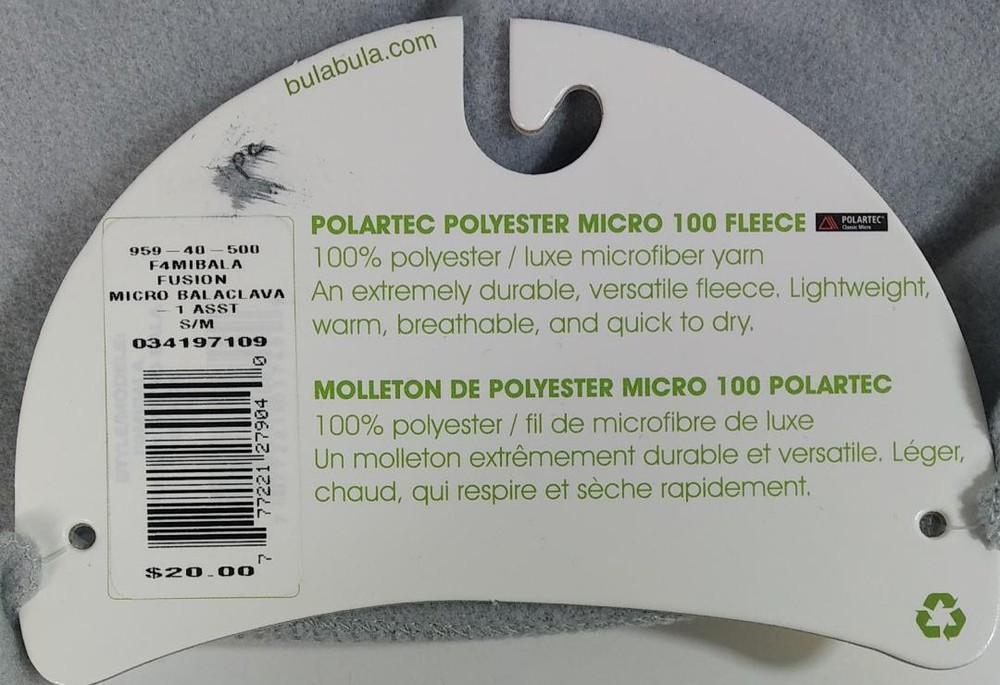 bulabula.com
959-40-500
F4MIBALA
FUSION
MICRO BALACLAVA
- 1 ASST
S/M
034197109
0
77221 27904
7
$20.00
POLARTEC POLYESTER MICRO 100 FLEECE
POLARTEC
Classic Micro
100% polyester / luxe microfiber yarn
An extremely durable, versatile fleece. Lightweight,
warm, breathable, and quick to dry.
MOLLETON DE POLYESTER MICRO 100 POLARTEC
100% polyester / fil de microfibre de luxe
Un molleton extrêmement durable et versatile. Léger,
chaud, qui respire et sèche rapidement.